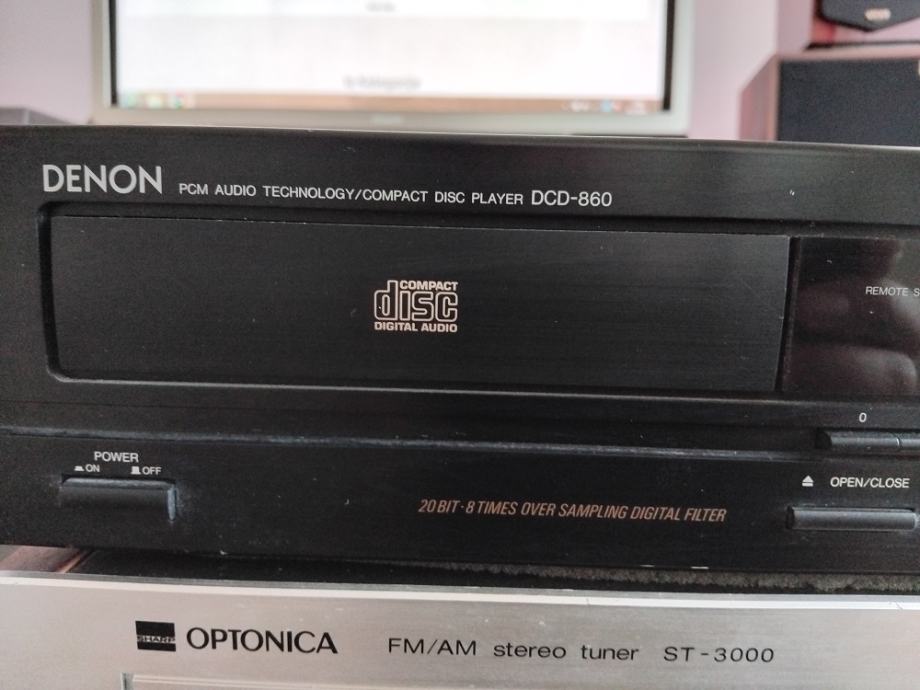 DENON PCM AUDIO TECHNOLOGY/COMPACT DISC PLAYER DCD-860
COMPACT
disc
DIGITAL AUDIO
REMOTE S
0
POWER
ON OFF
OPEN/CLOSE
20 BIT·8 TIMES OVER SAMPLING DIGITAL FILTER
SHARP OPTONICA FM/AM stereo tuner ST-3000